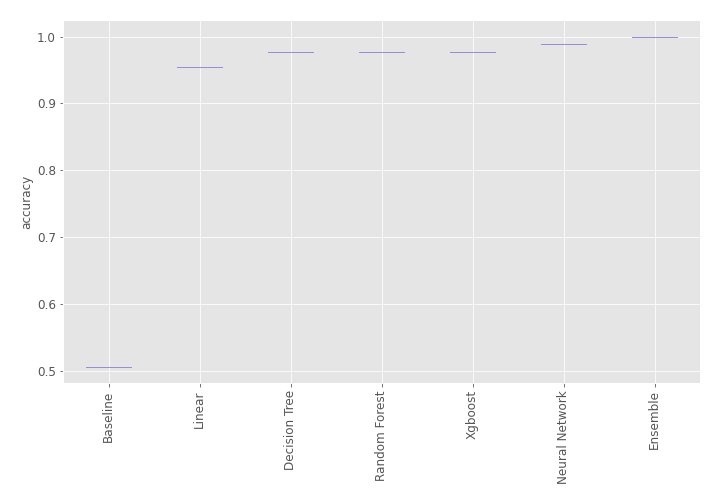 accuracy
1.0
0.9
0.8
0.7
0.6
0.5
Baseline
Linear
Decision Tree
Random Forest
Xgboost
Neural Network
Ensemble